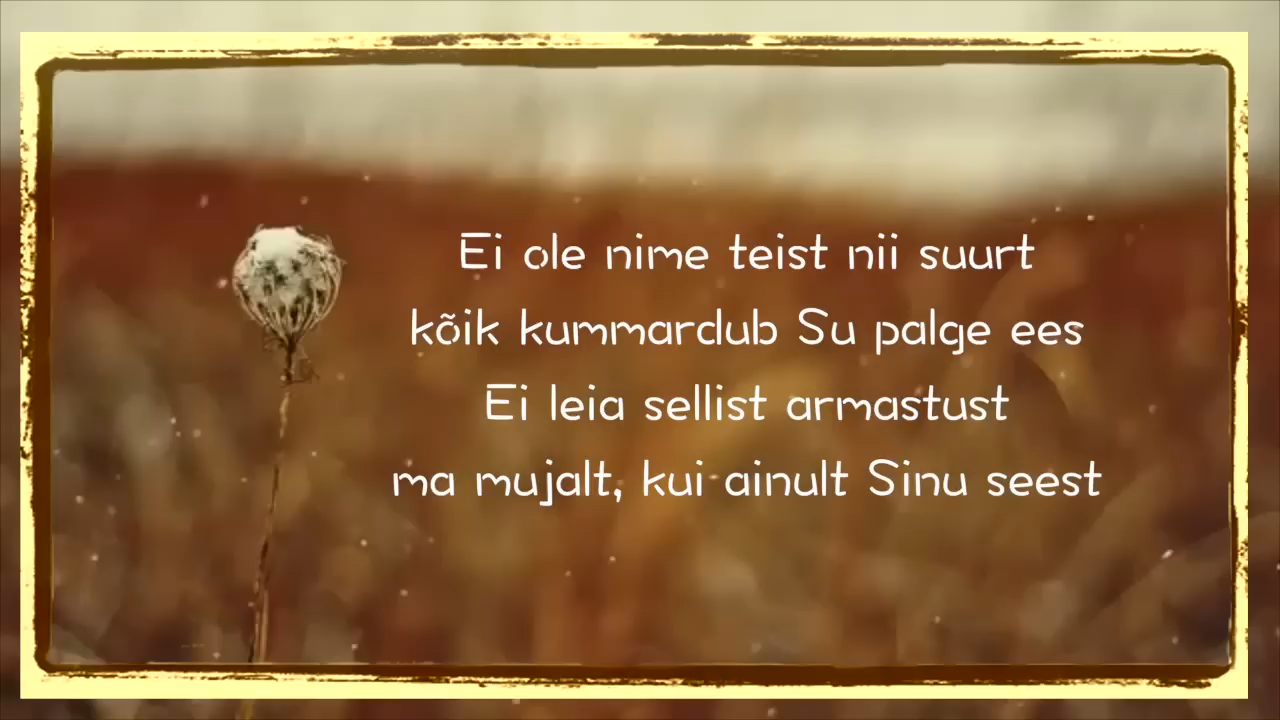 Ei ole nime teist nii suurt
kõik kummardub Su palge ees
Ei leia sellist armastust
ma mujalt, kui ainult Sinu seest